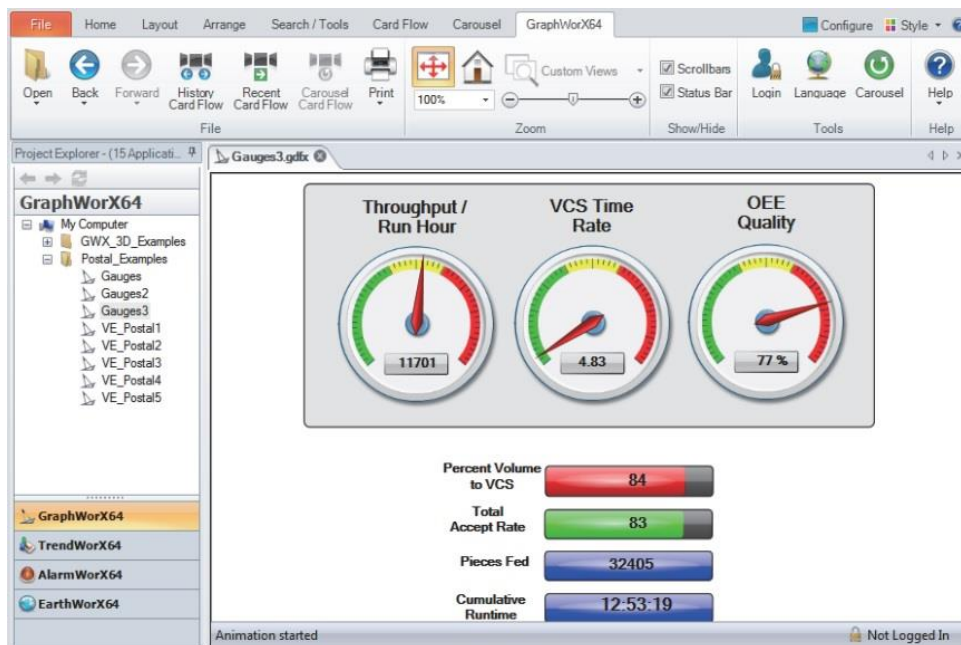 File Home Layout Arrange Search / Tools Card Flow Carousel GraphWorX64 Configure Style
Open Back Forward History Card Flow Recent Card Flow Carousel Card Flow Print
File
100%
Custom Views
Zoom
Scrollbars
Status Bar
Show/Hide
Login Language Carousel
Tools
Help
Help
Project Explorer - (15 Applicati...
Gauges3.gdfx
GraphWorX64
My Computer
GWX_3D_Examples
Postal_Examples
Gauges
Gauges2
Gauges3
VE_Postal1
VE_Postal2
VE_Postal3
VE_Postal4
VE_Postal5
GraphWorX64
TrendWorX64
AlarmWorX64
EarthWorX64
Throughput /
Run Hour
11701
VCS Time
Rate
4.83
OEE
Quality
77 %
Percent Volume
to VCS
84
Total
Accept Rate
83
Pieces Fed
32405
Cumulative
Runtime
12:53:19
Animation started
Not Logged In